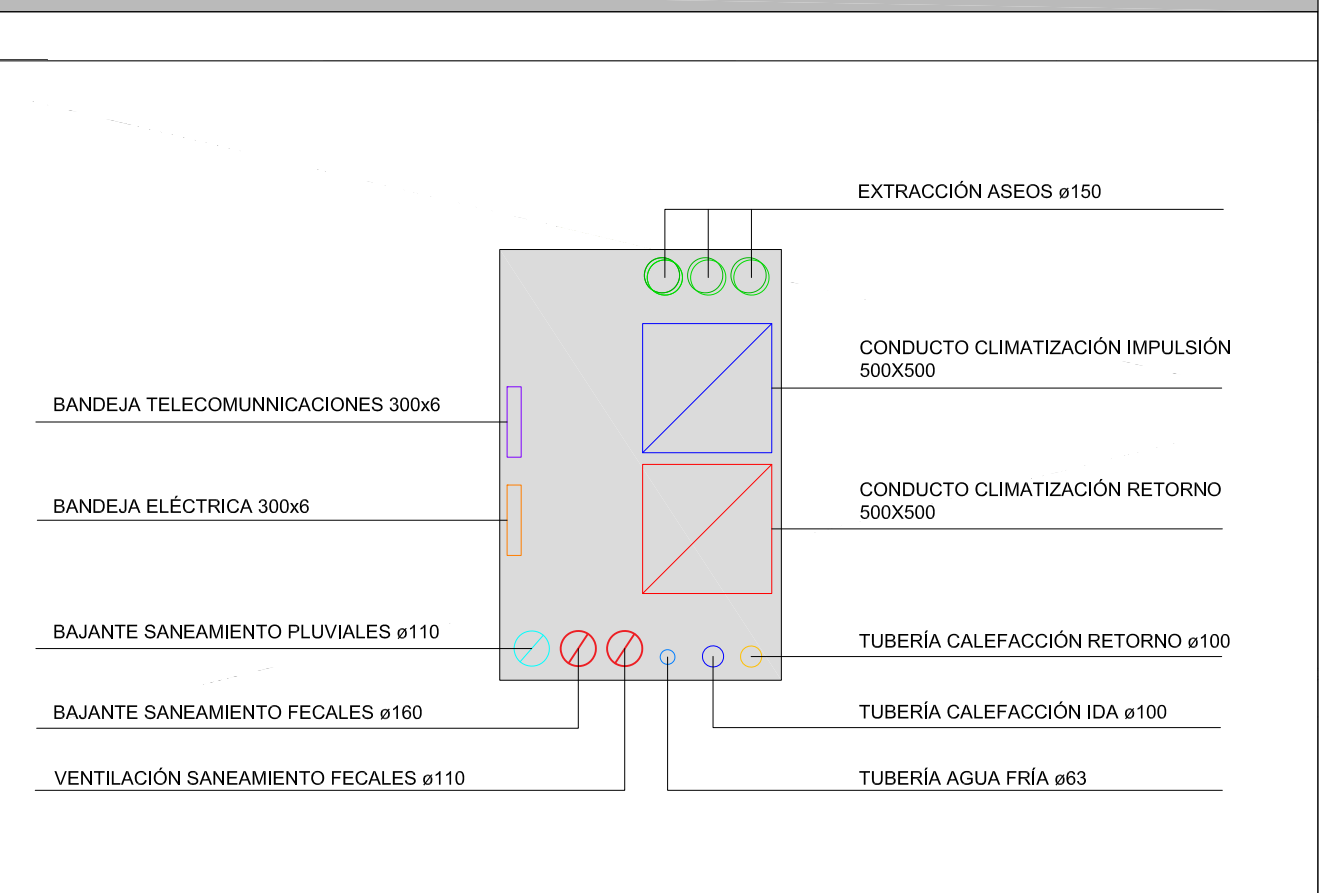 EXTRACCIÓN ASEOS ø150
CONDUCTO CLIMATIZACIÓN IMPULSIÓN
500X500
BANDEJA TELECOMUNNICACIONES 300x6
CONDUCTO CLIMATIZACIÓN RETORNO
500X500
BANDEJA ELÉCTRICA 300x6
BAJANTE SANEAMIENTO PLUVIALES ø110
TUBERÍA CALEFACCIÓN RETORNO ø100
BAJANTE SANEAMIENTO FECALES ø160
TUBERÍA CALEFACCIÓN IDA ø100
VENTILACIÓN SANEAMIENTO FECALES ø110
TUBERÍA AGUA FRÍA ø63